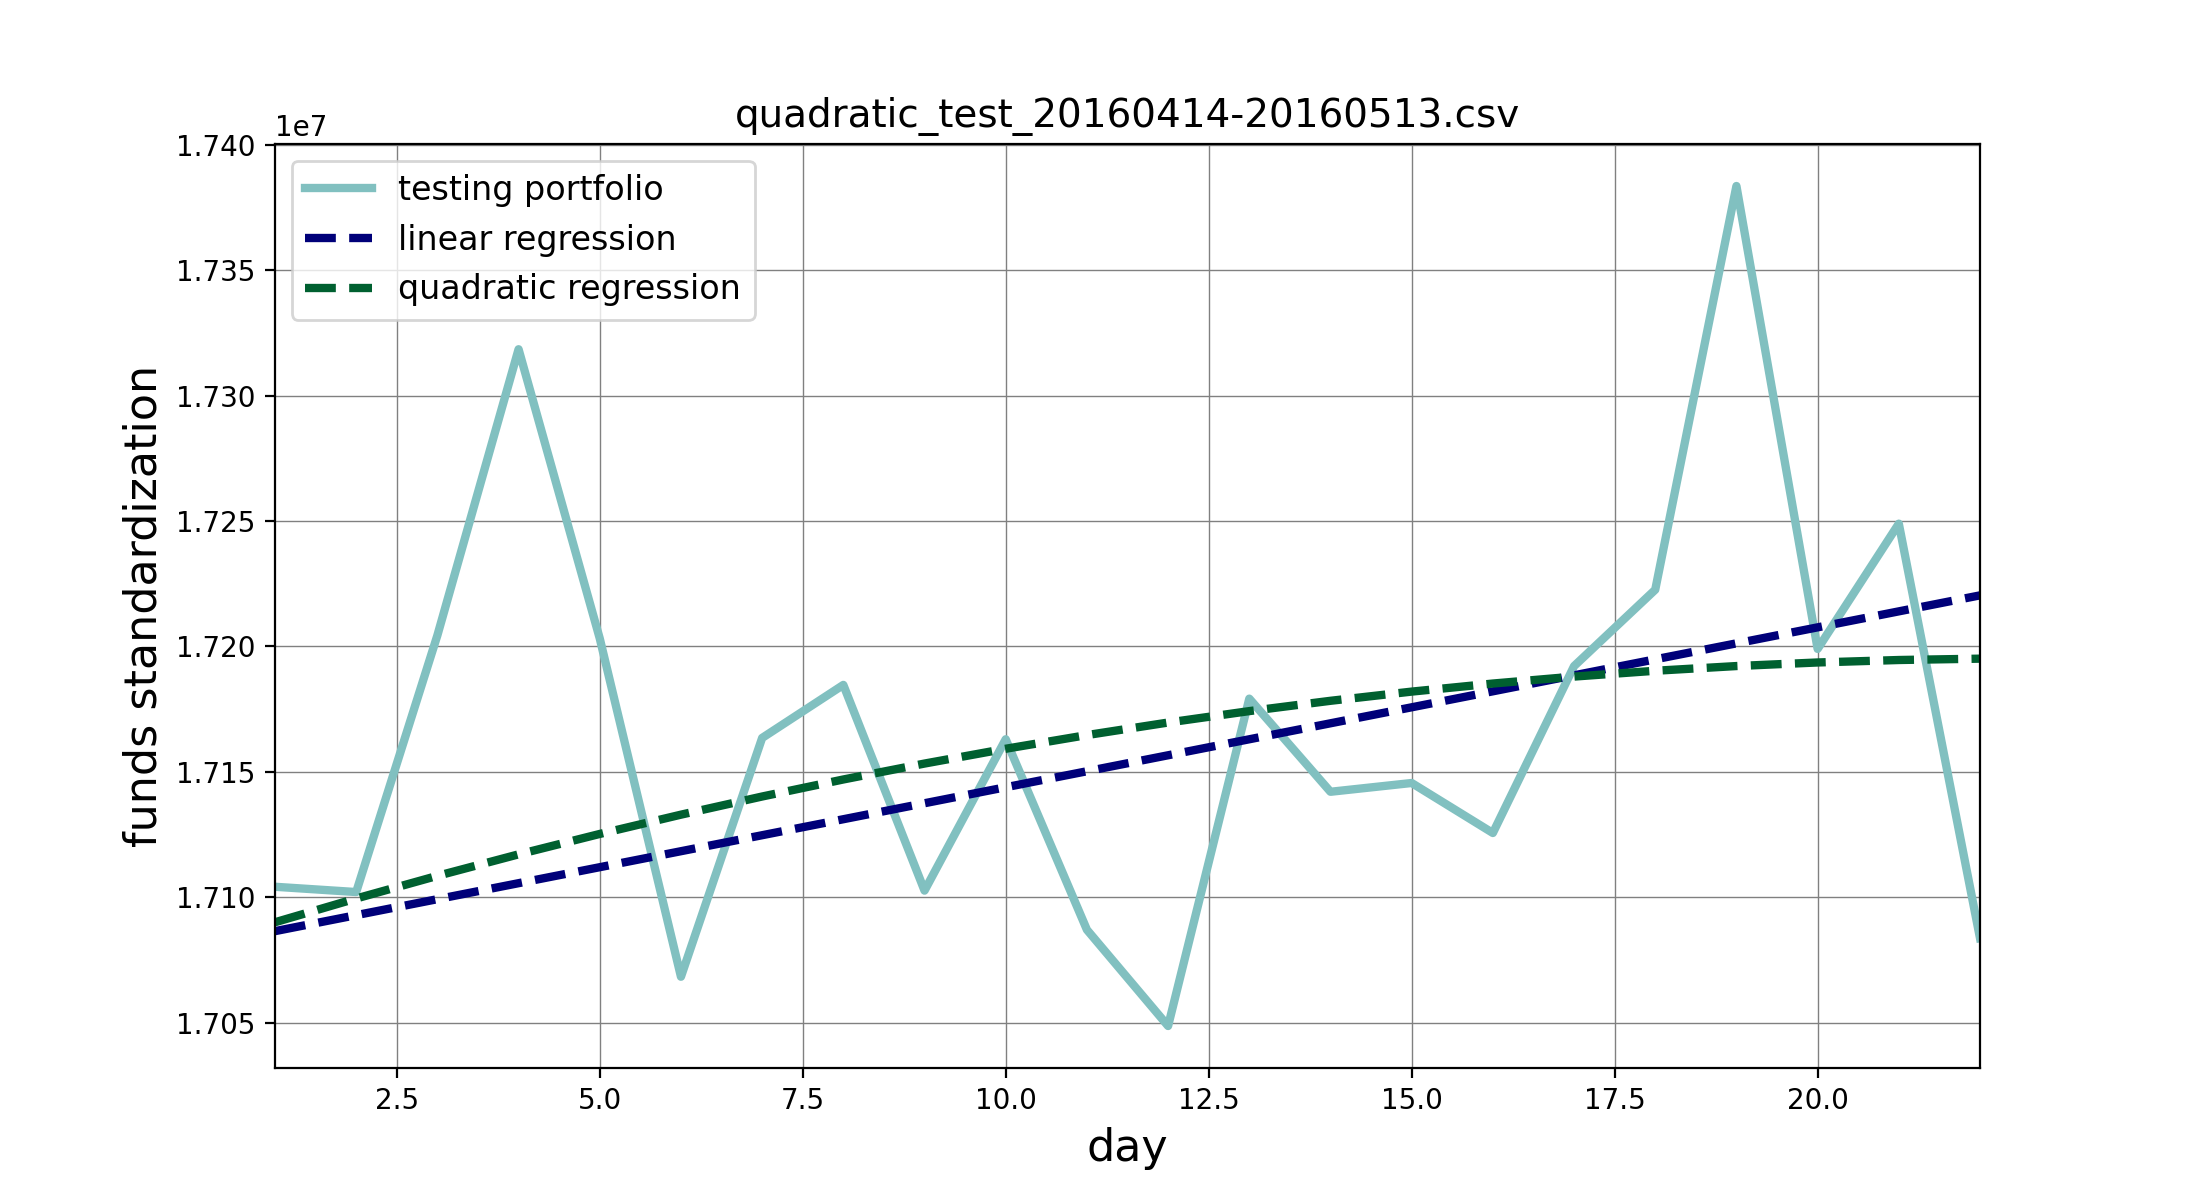 quadratic_test_20160414-20160513.csv
1e7
1.740
1.735
1.730
1.725
1.720
1.715
1.710
1.705
funds standardization
testing portfolio
linear regression
quadratic regression
2.5 5.0 7.5 10.0 12.5 15.0 17.5 20.0
day